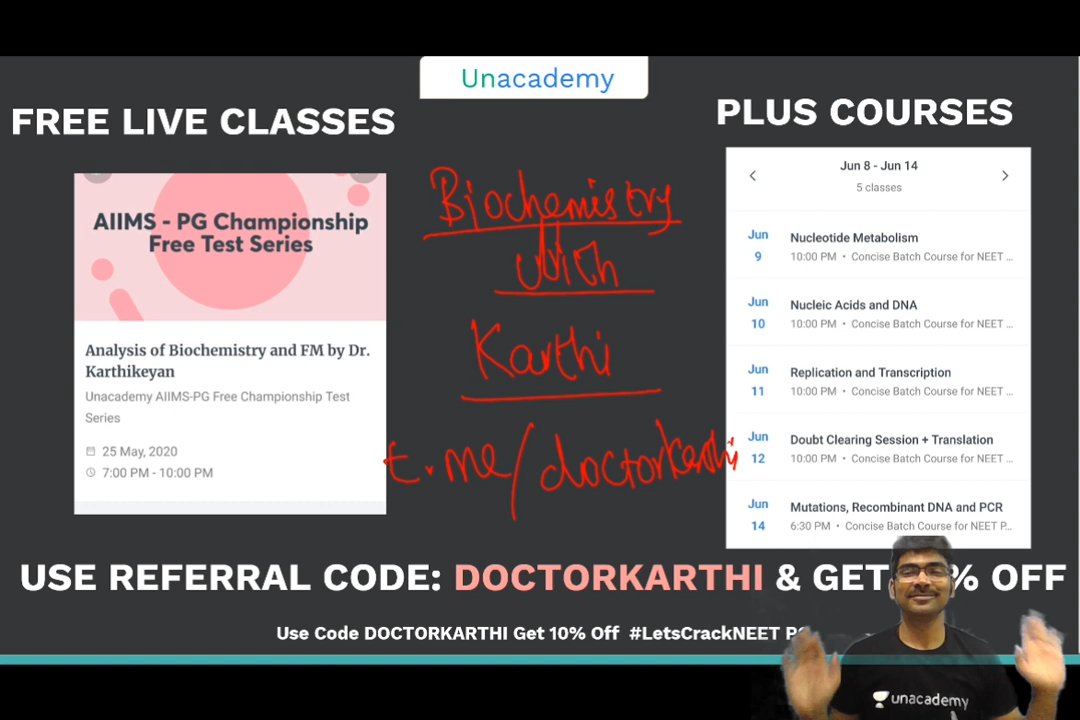 Unacademy
FREE LIVE CLASSES
AIIMS - PG Championship
Free Test Series
Analysis of Biochemistry and FM by Dr.
Karthikeyan
Unacademy AIIMS-PG Free Championship Test
Series
25 May, 2020
7:00 PM - 10:00 PM
Biochemistry
with
Karthi
t.me/doctorkarthi
PLUS COURSES
Jun 8 - Jun 14
5 classes
Jun
9
Nucleotide Metabolism
10:00 PM • Concise Batch Course for NEET ...
Jun
10
Nucleic Acids and DNA
10:00 PM • Concise Batch Course for NEET ...
Jun
11
Replication and Transcription
10:00 PM • Concise Batch Course for NEET ...
Jun
12
Doubt Clearing Session + Translation
10:00 PM • Concise Batch Course for NEET ...
Jun
14
Mutations, Recombinant DNA and PCR
6:30 PM • Concise Batch Course for NEET P...
USE REFERRAL CODE: DOCTORKARTHI & GET % OFF
Use Code DOCTORKARTHI Get 10% Off #LetsCrackNEET
unacademy